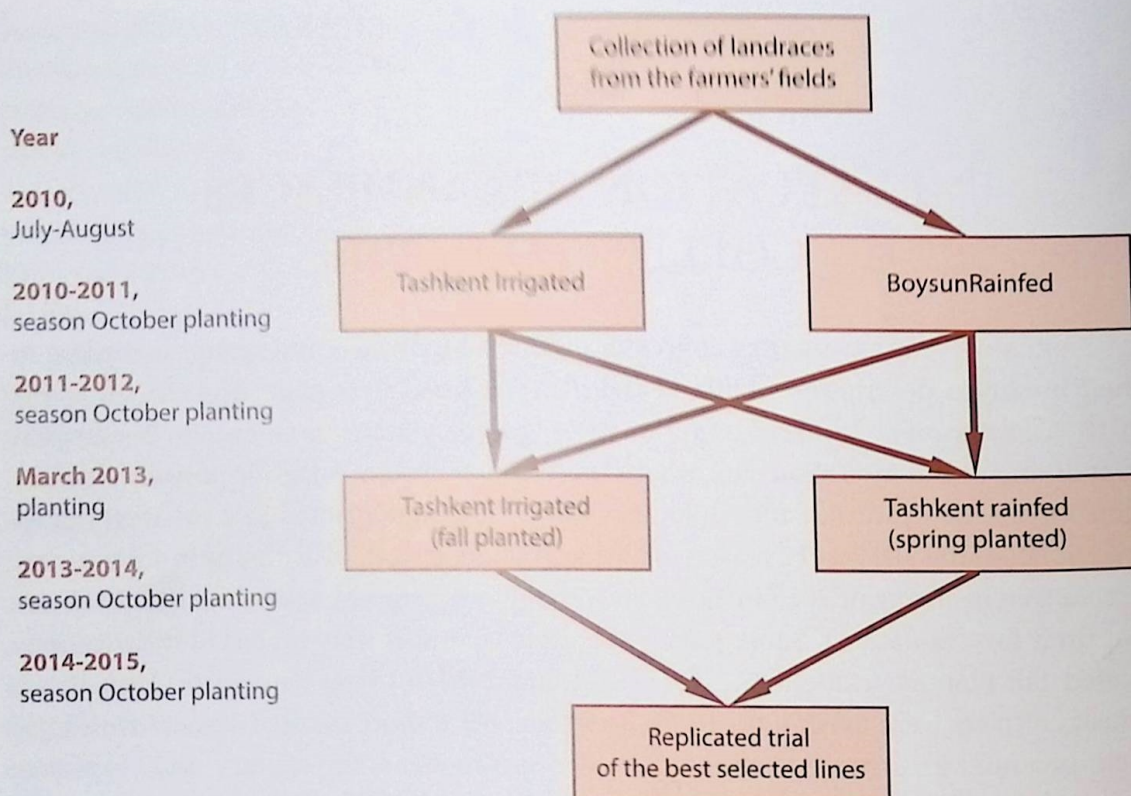 Collection of landraces
from the farmers' fields
Year
2010,
July-August
Tashkent Irrigated
BoysunRainfed
2010-2011,
season October planting
2011-2012,
season October planting
March 2013,
planting
Tashkent Irrigated
(fall planted)
Tashkent rainfed
(spring planted)
2013-2014,
season October planting
2014-2015,
season October planting
Replicated trial
of the best selected lines